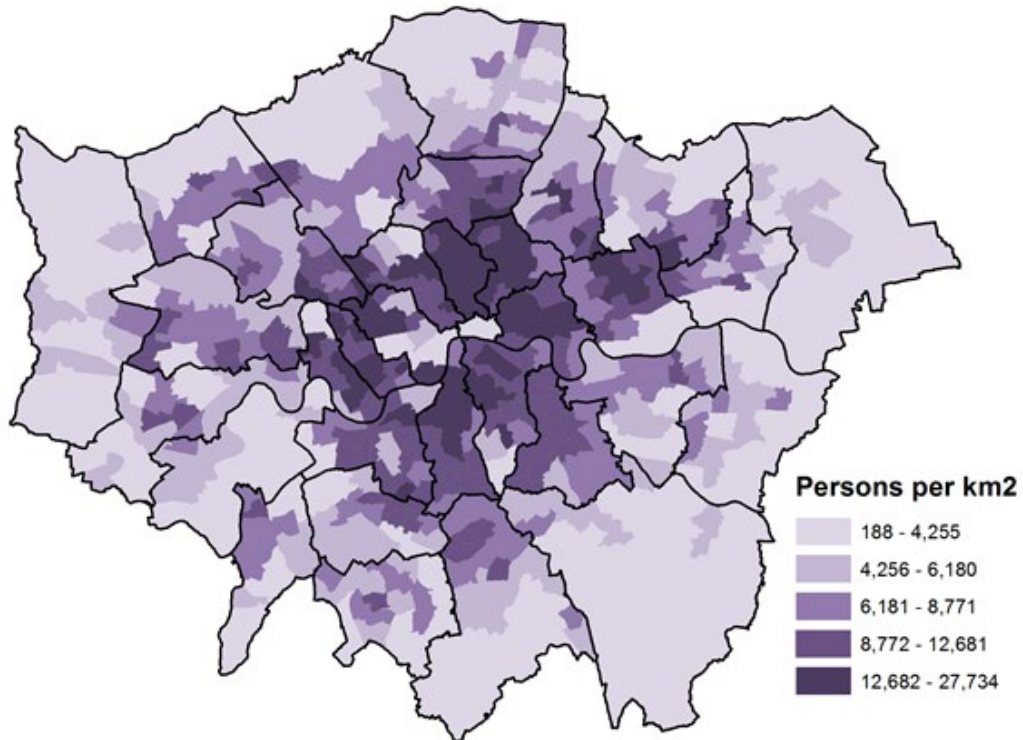 Persons per km2
188 - 4,255
4,256 - 6,180
6,181 - 8,771
8,772 - 12,681
12,682 - 27,734